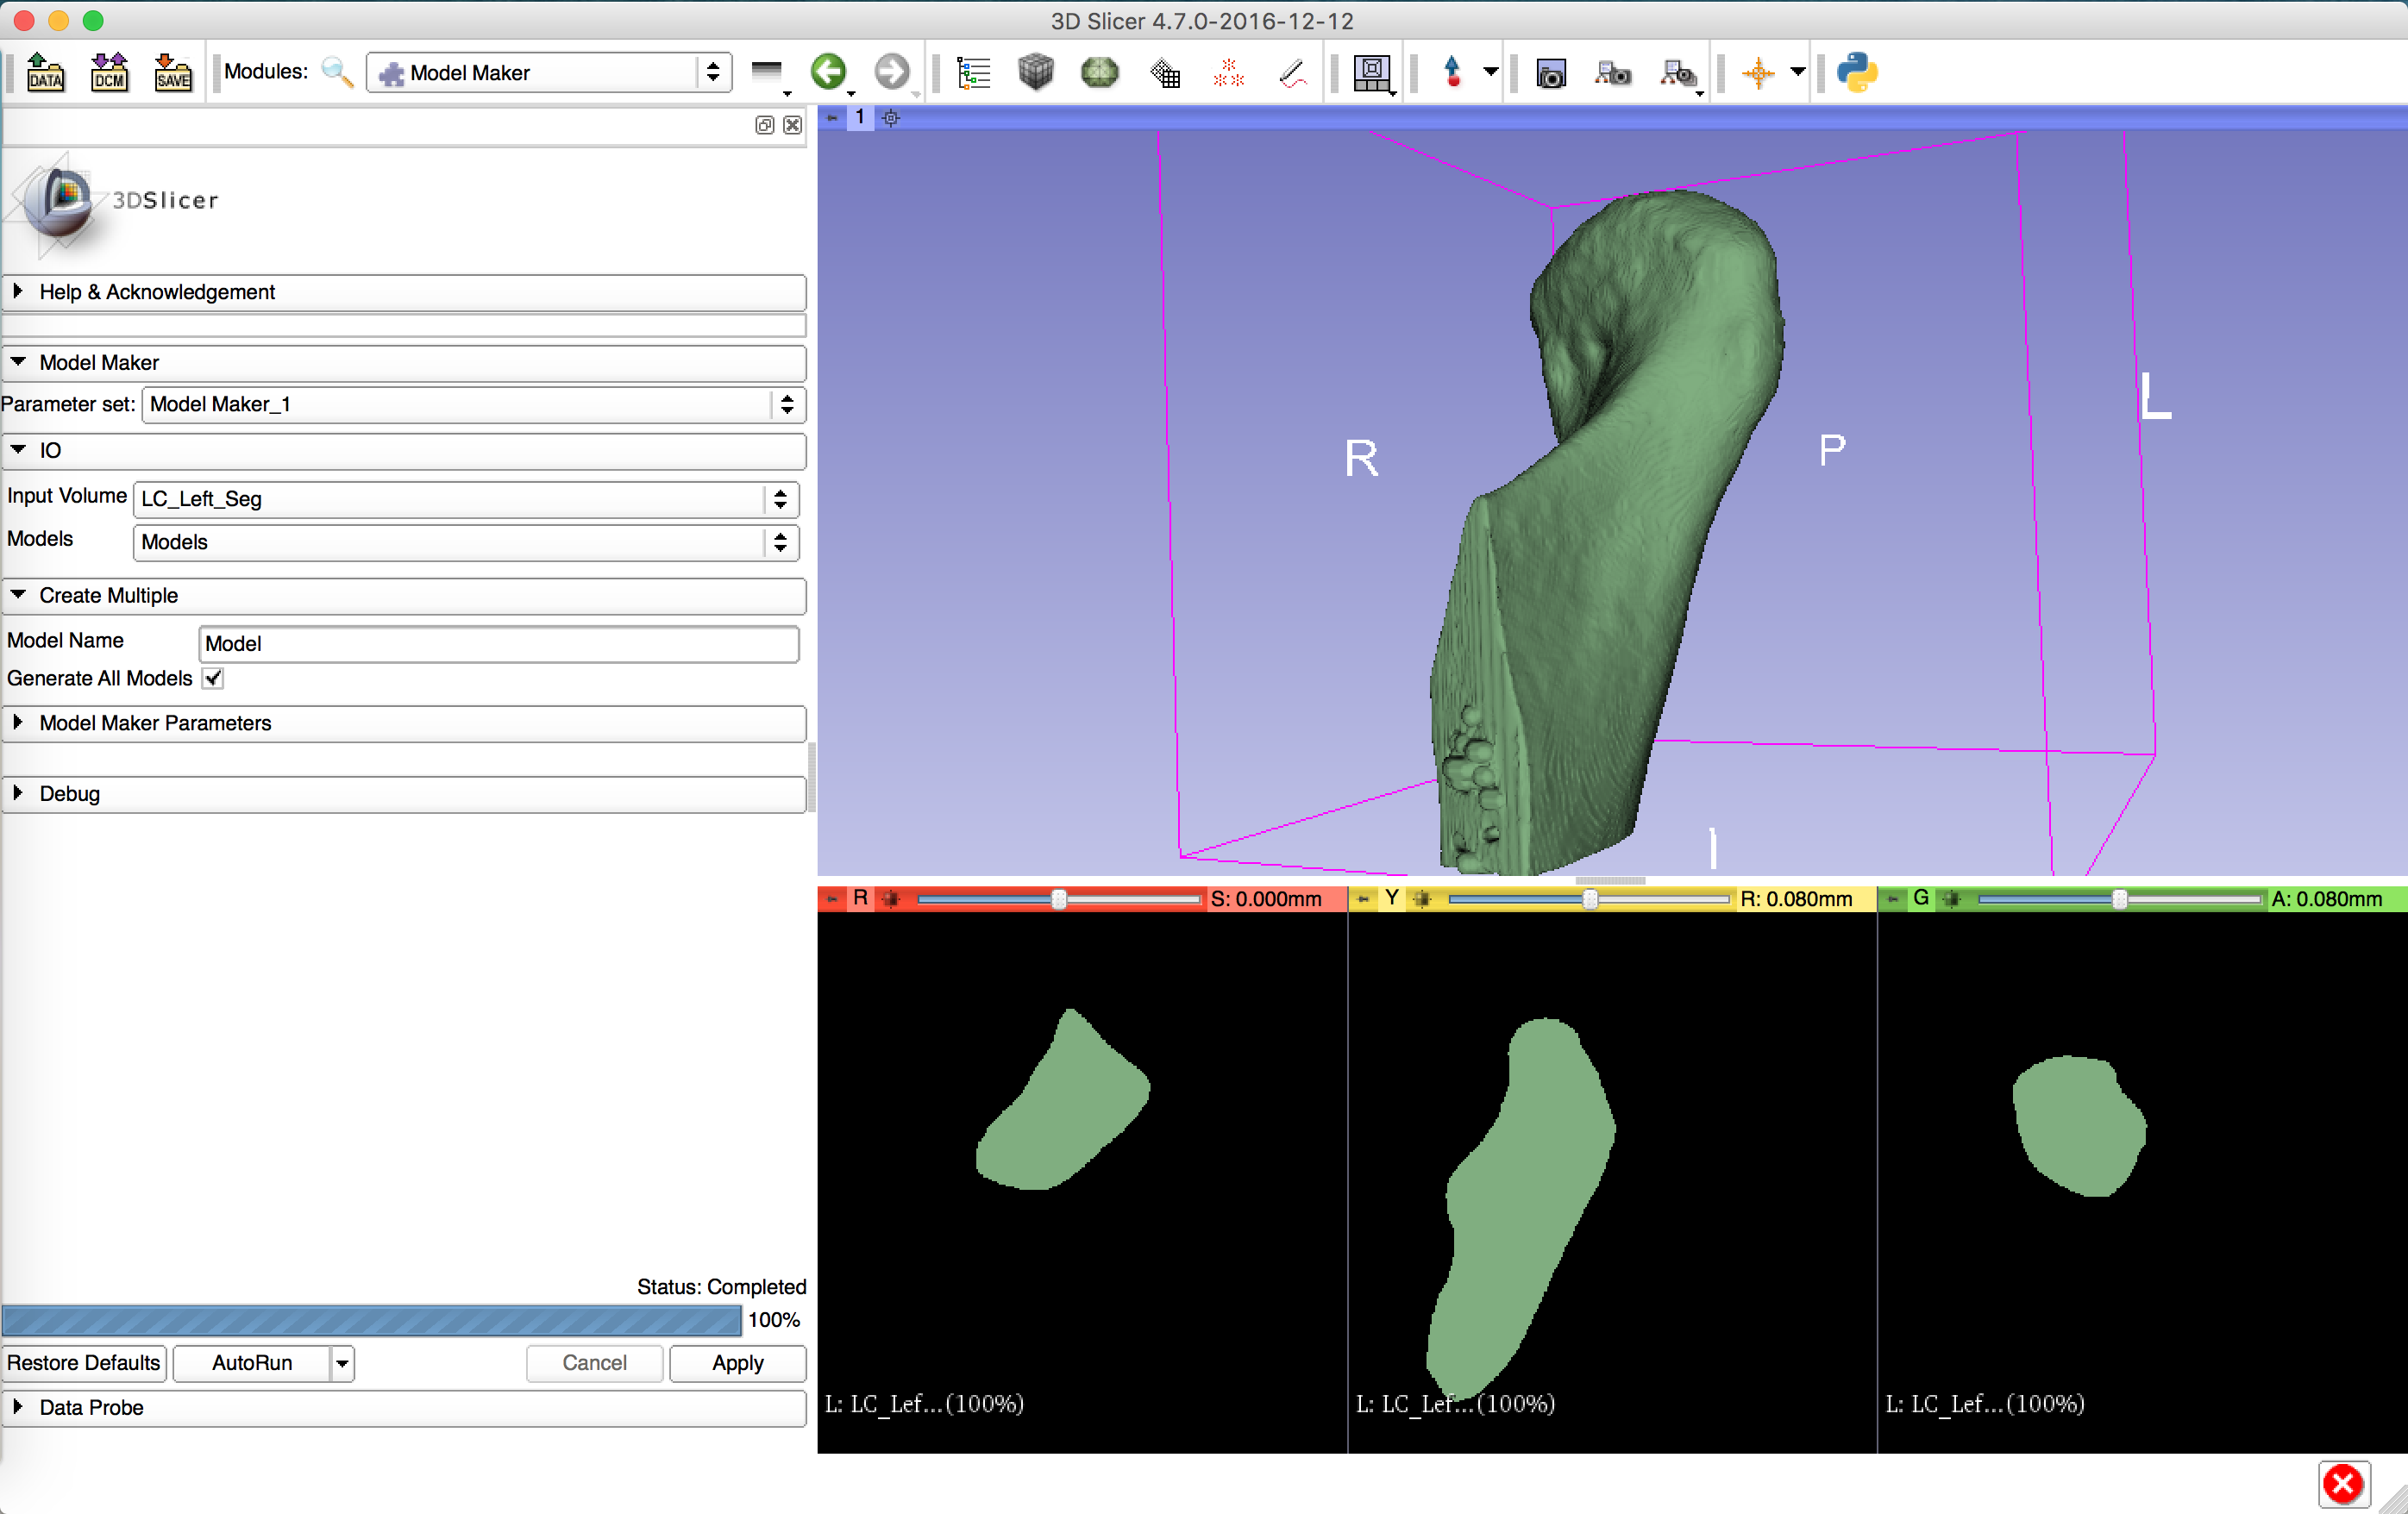 3D Slicer 4.7.0-2016-12-12
DATA
DCM
SAVE
Modules:
Model Maker
1
3DSlicer
Help & Acknowledgement
Model Maker
Parameter set: Model Maker_1
IO
Input Volume LC_Left_Seg
Models Models
Create Multiple
Model Name Model
Generate All Models
Model Maker Parameters
Debug
Status: Completed
100%
Restore Defaults AutoRun Cancel Apply
Data Probe
R
P
L
I
R S: 0.000mm
Y R: 0.080mm
G A: 0.080mm
L: LC_Lef...(100%)
L: LC_Lef...(100%)
L: LC_Lef...(100%)